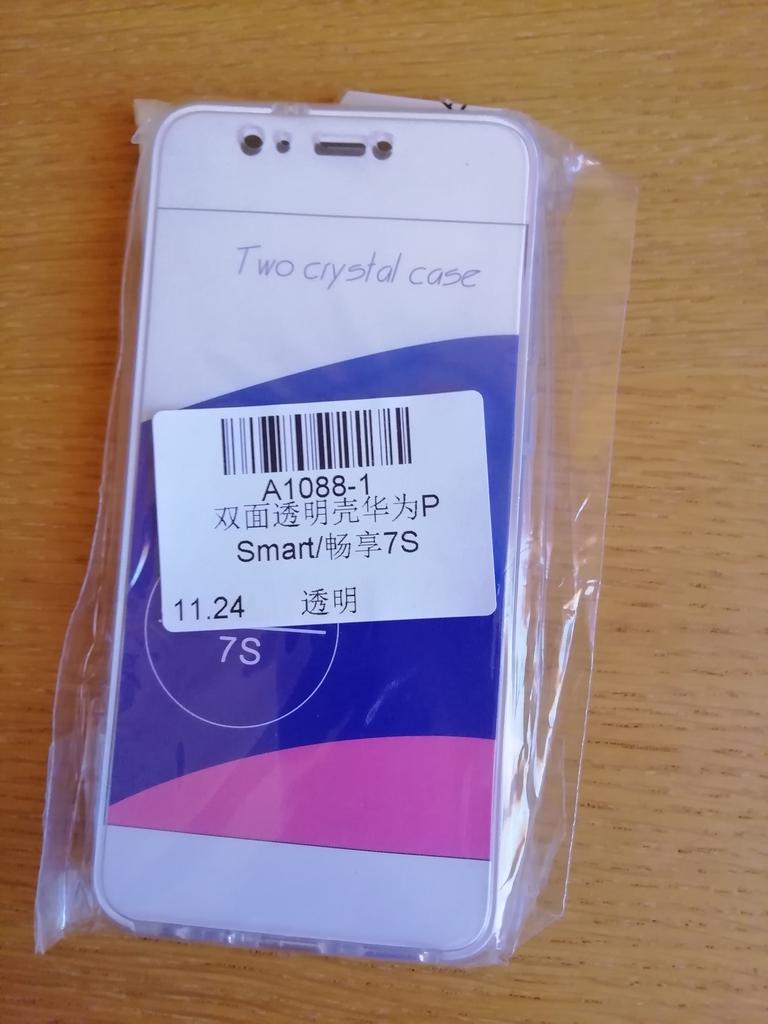 Two crystal case
A1088-1
双面透明壳华为P
Smart/畅享7S
11.24 透明
7S